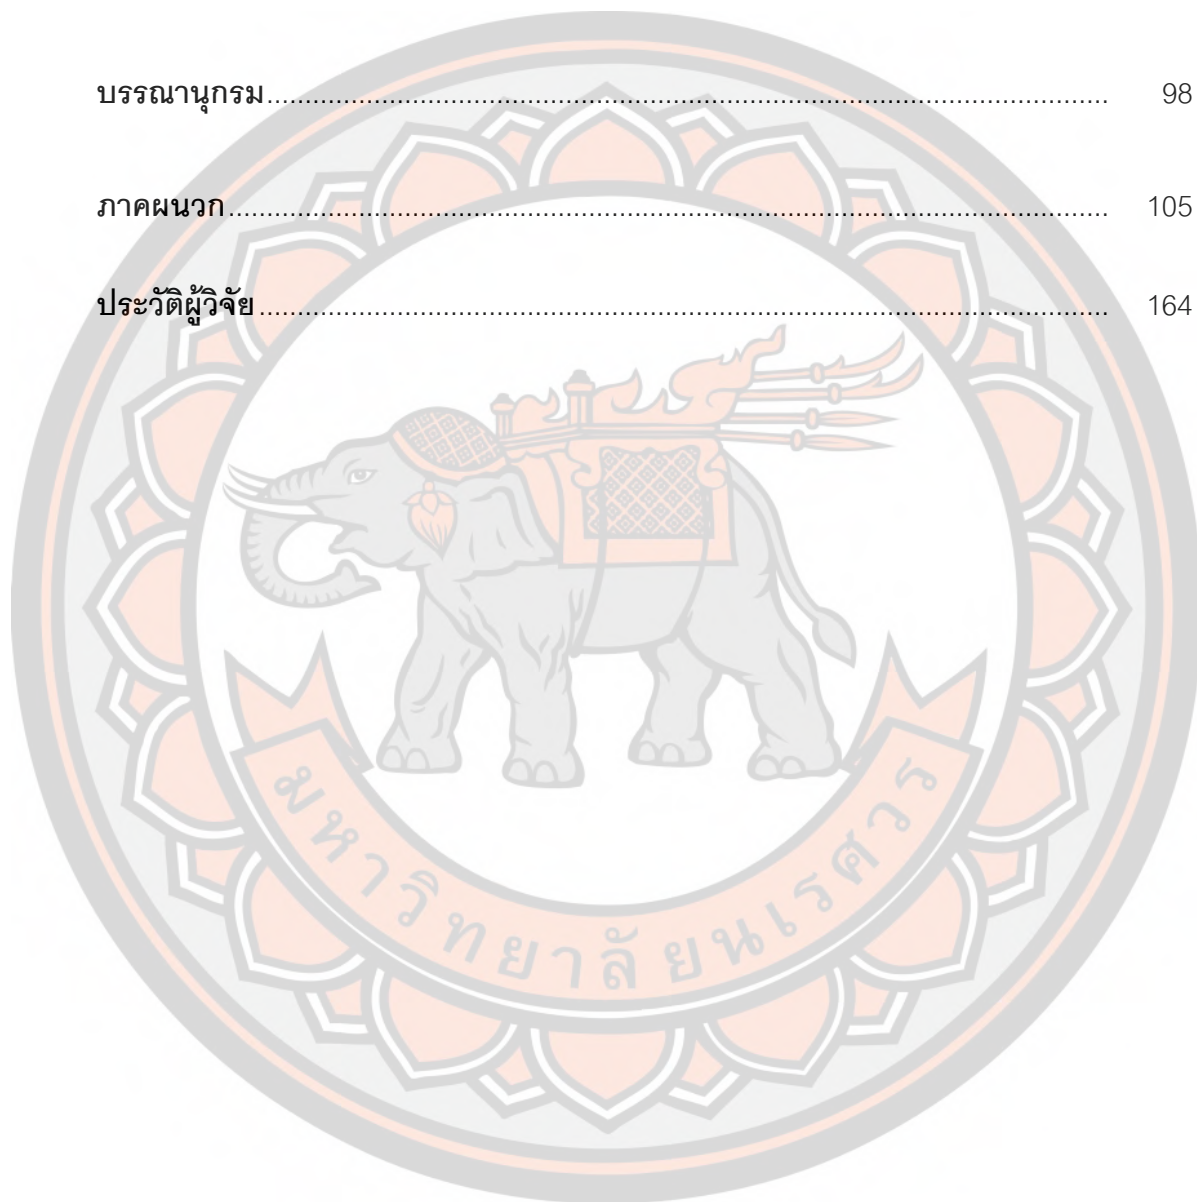 บรรณานุกรม 98
ภาคผนวก 105
ประวัติผู้วิจัย 164
มหาวิทยาลัยนเรศวร